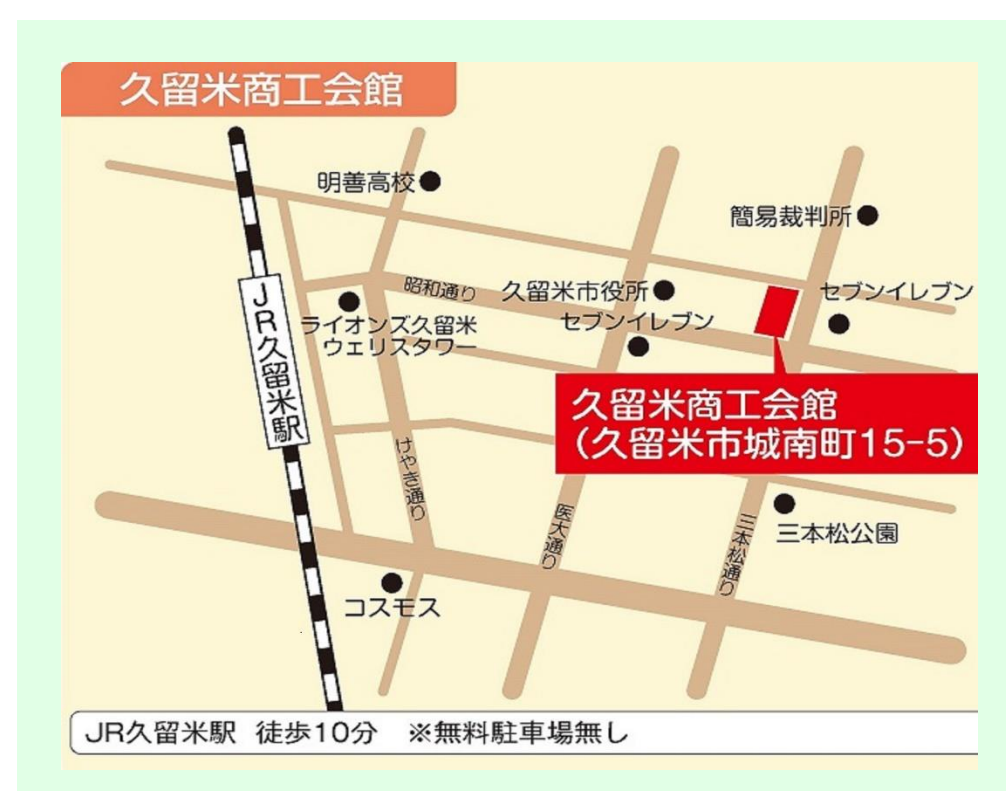 久留米商工会館
明善高校
簡易裁判所
昭和通り
久留米市役所
セブンイレブン
セブンイレブン
ライオンズ久留米
ウェリスタワー
JR久留米駅
久留米商工会館
（久留米市城南町15-5）
けやき通り
医大通り
三本松通り
三本松公園
コスモス
JR久留米駅 徒歩10分 ※無料駐車場無し